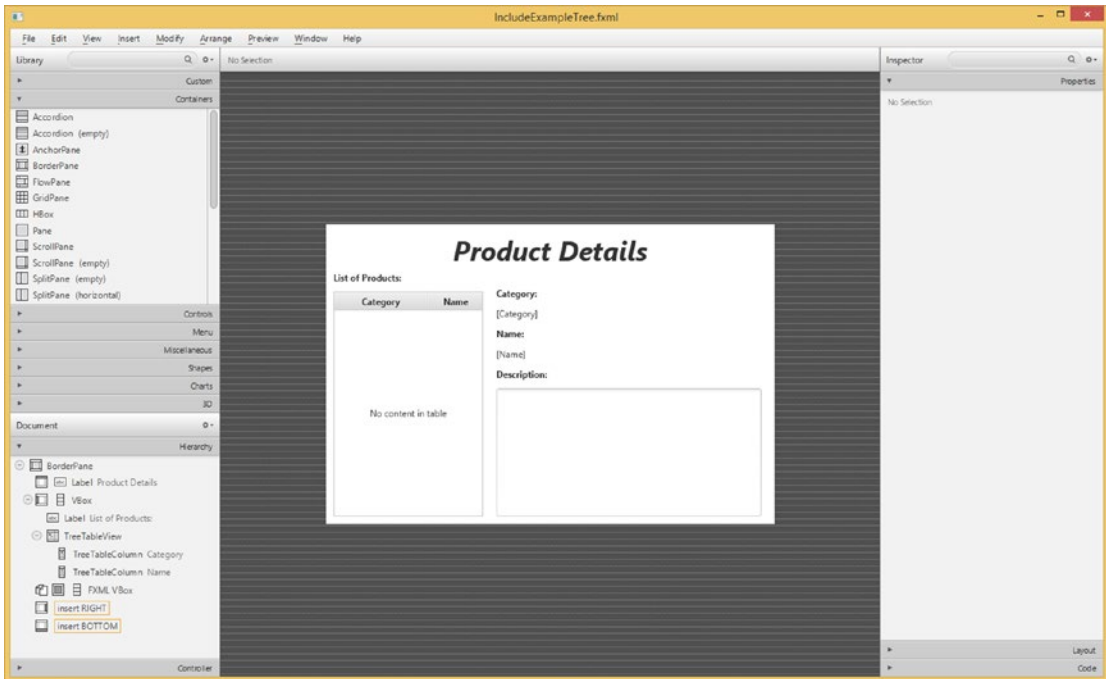 IncludeExampleTree.fxml
File Edit View Insert Modify Arrange Preview Window Help
Library
No Selection
Inspector
Custom
Containers
Accordion
Accordion (empty)
AnchorPane
BorderPane
FlowPane
GridPane
HBox
Pane
ScrollPane
ScrollPane (empty)
SplitPane (empty)
SplitPane (horizontal)
Controls
Menu
Miscellaneous
Shapes
Charts
3D
Document
Hierarchy
BorderPane
abc Label Product Details
VBox
abc Label List of Products:
TreeTableView
TreeTableColumn Category
TreeTableColumn Name
FXML VBox
insert RIGHT
insert BOTTOM
Controller
Product Details
List of Products:
Category Name
No content in table
Category:
[Category]
Name:
[Name]
Description:
Properties
No Selection
Layout
Code